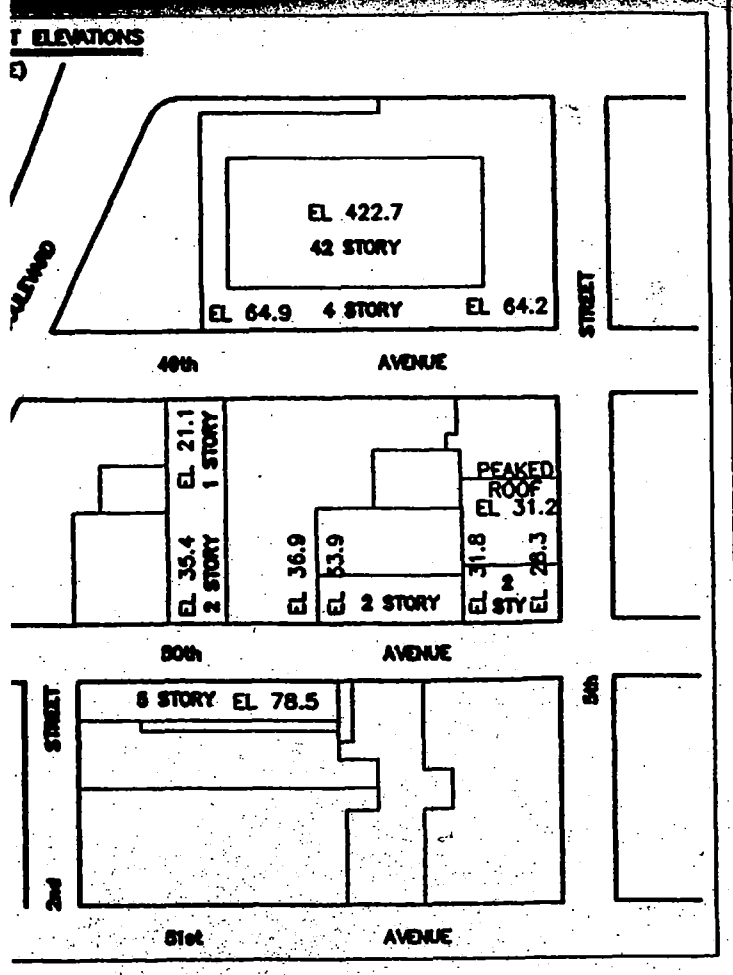 T ELEVATIONS
E)
EL 422.7
42 STORY
EL 64.9 4 STORY EL 64.2
STREET
49th AVENUE
EL 21.1
1 STORY
PEAKED
ROOF
EL 31.2
EL 35.4
2 STORY
EL 36.9
EL 33.9
2 STORY
EL 31.8
2
STY
EL 28.3
50th AVENUE
STREET
2nd
EL 78.5
STORY
5th
51st AVENUE